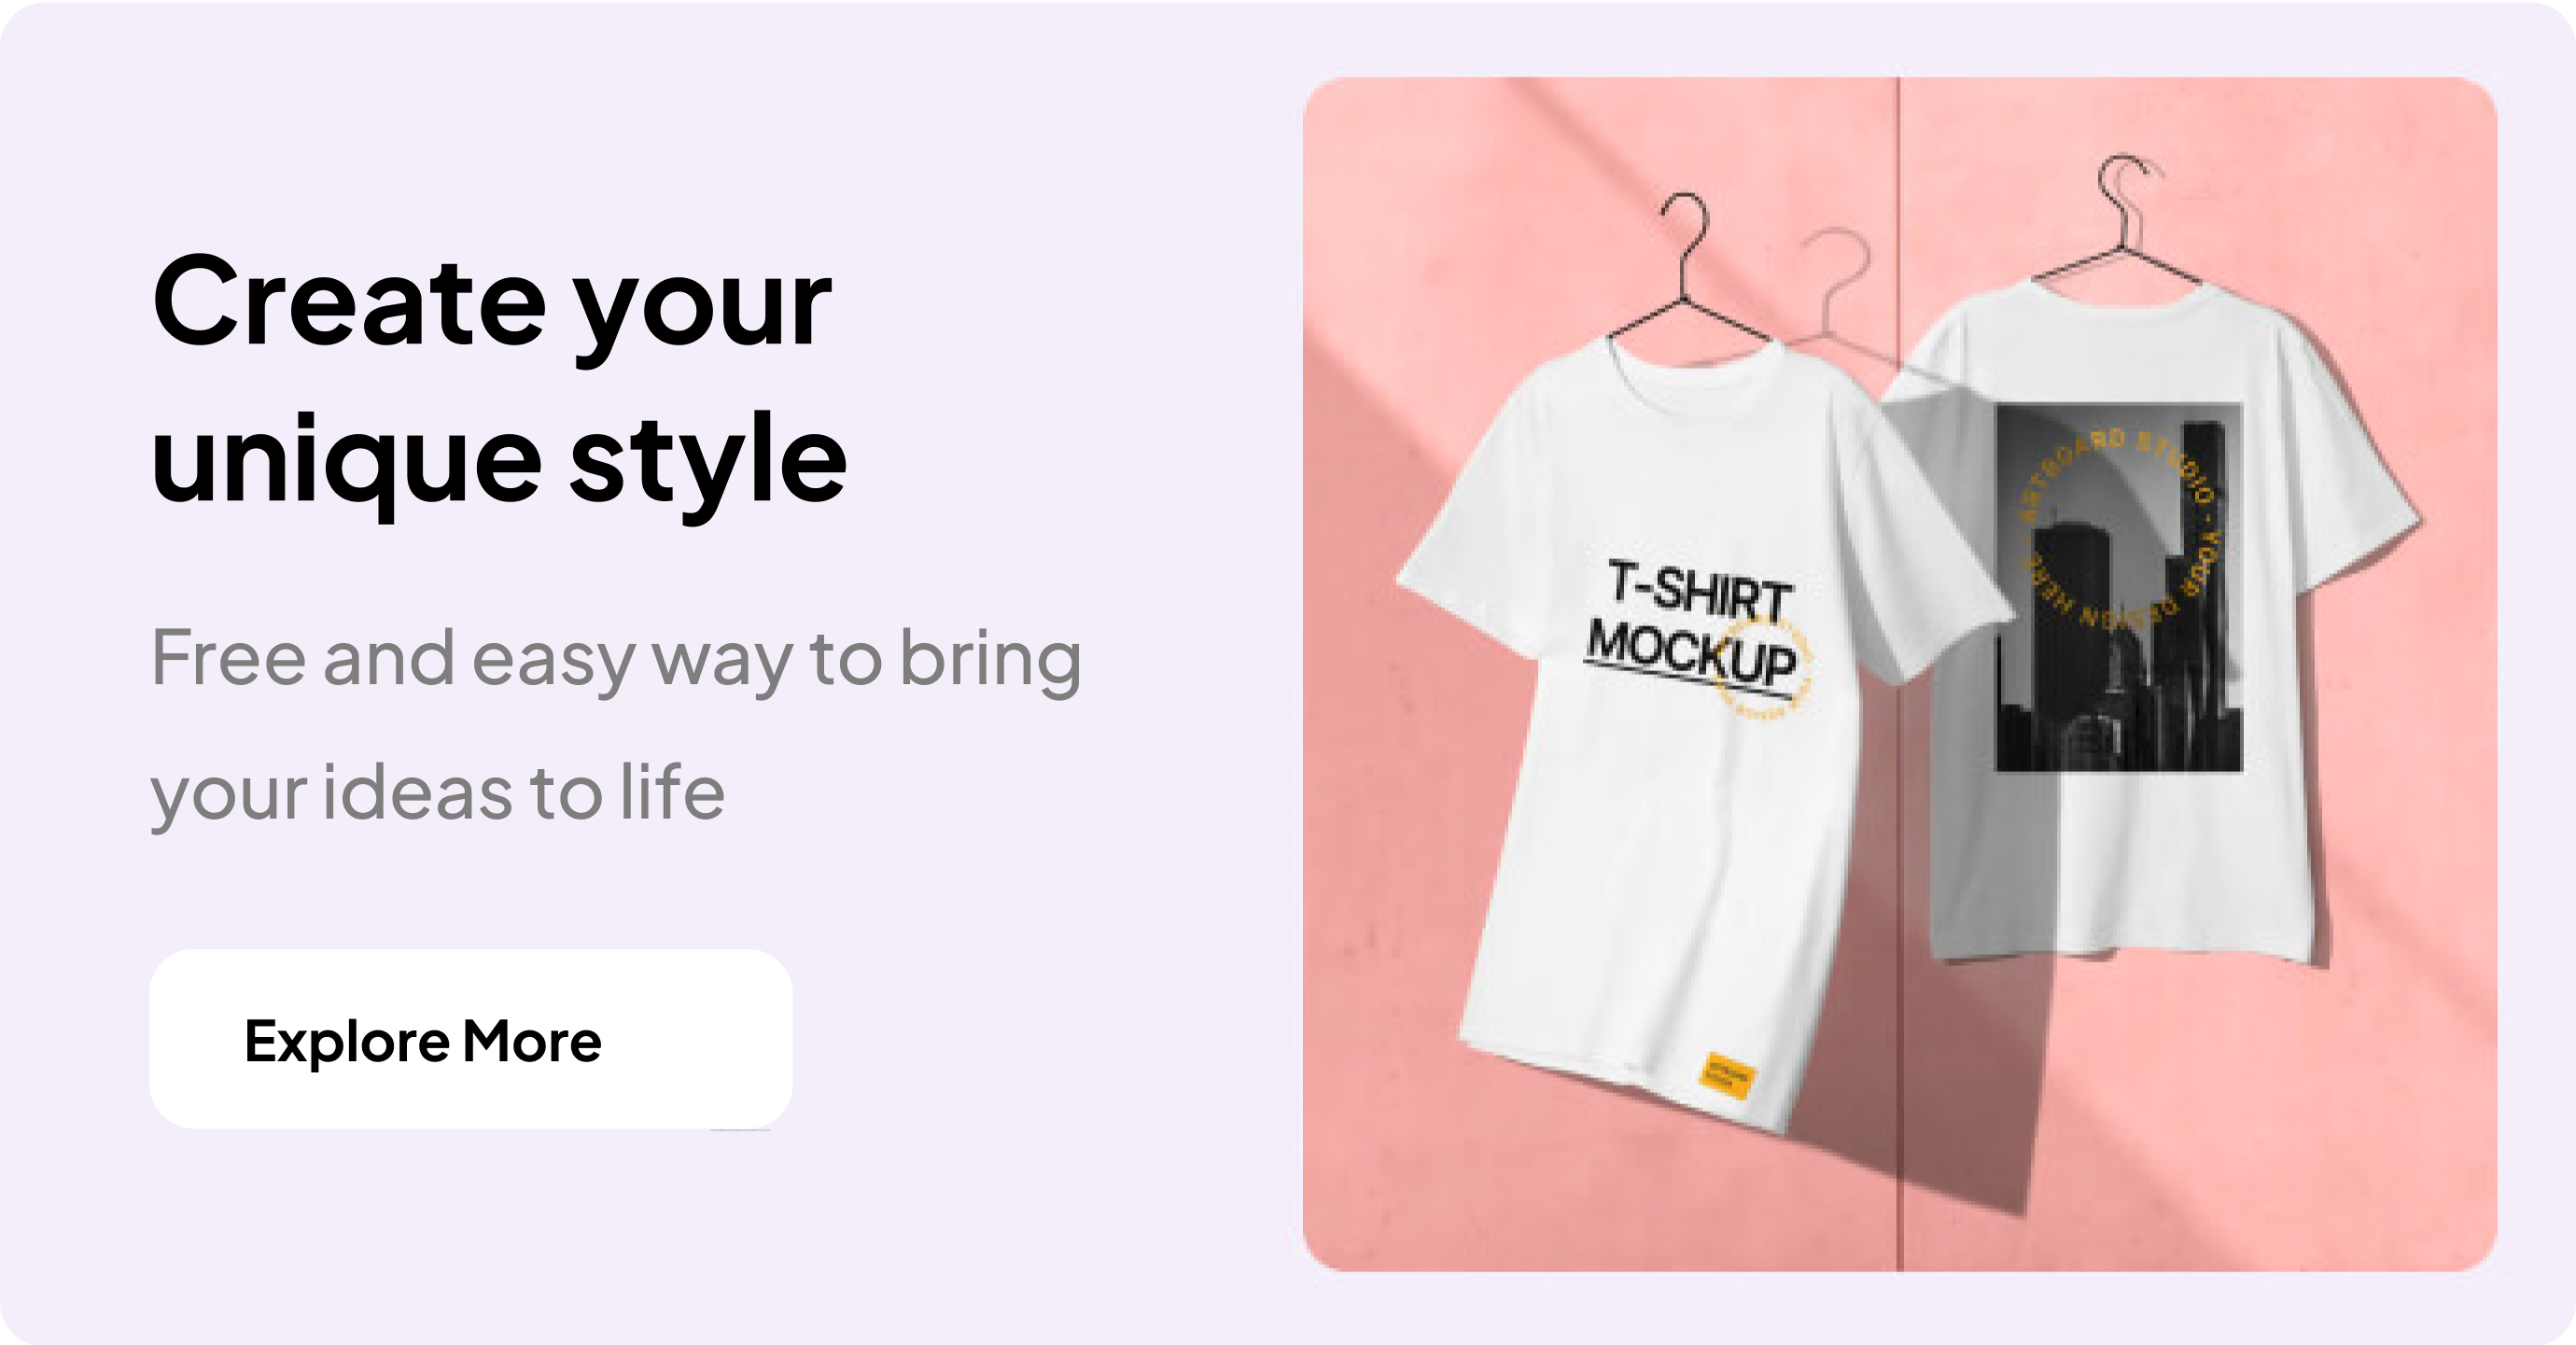 Create your
unique style
Free and easy way to bring
your ideas to life
Explore More
T-SHIRT
MOCKUP
ARTBOARD STUDIO - YOUR DESIGN HERE -